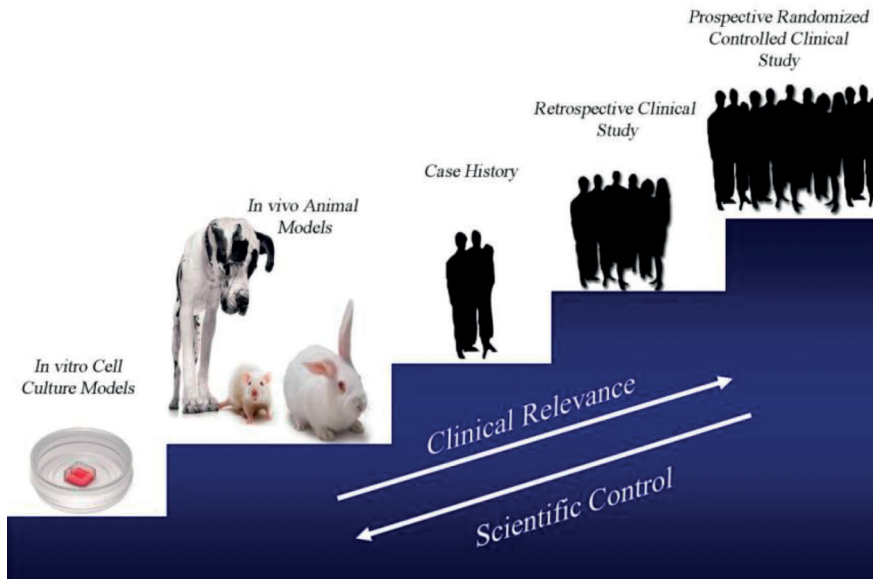 Prospective Randomized
Controlled Clinical
Study
Retrospective Clinical
Study
Case History
In vivo Animal
Models
In vitro Cell
Culture Models
Clinical Relevance
Scientific Control